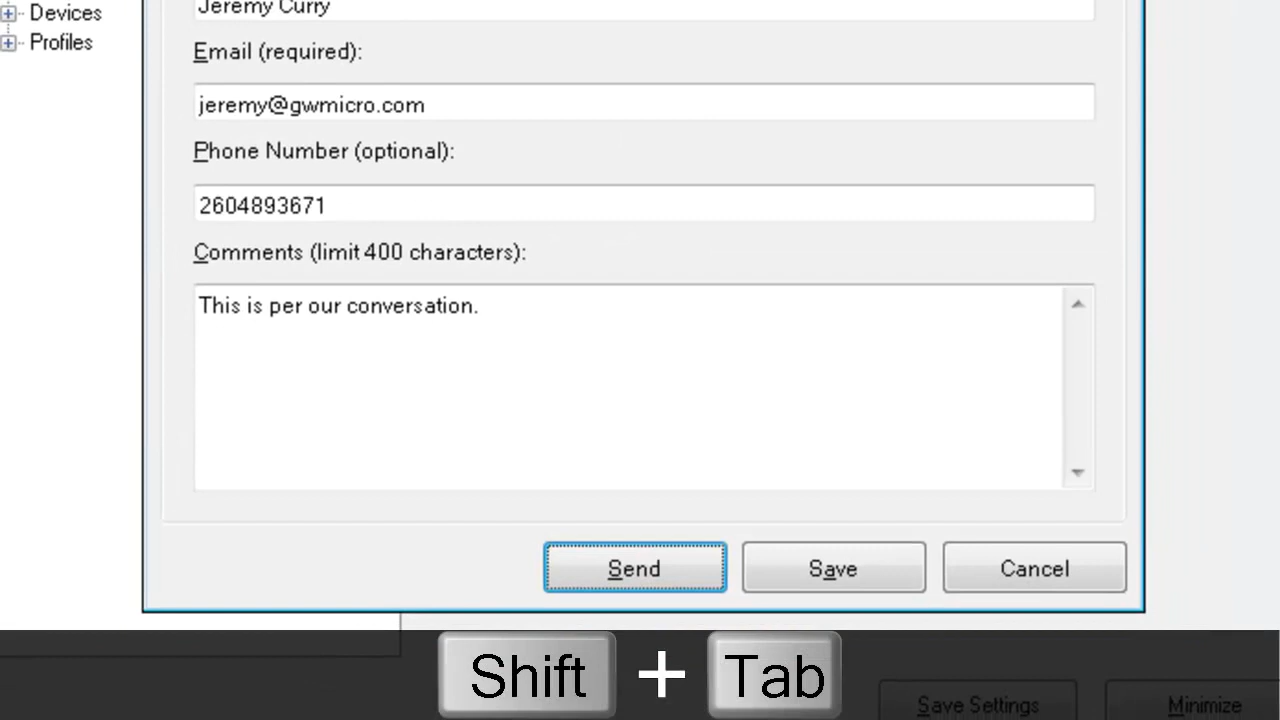 Devices
Profiles
Jeremy Curry
Email (required):
jeremy@gwmicro.com
Phone Number (optional):
2604893671
Comments (limit 400 characters):
This is per our conversation.
Send Save Cancel
Shift + Tab
Save Settings Minimize